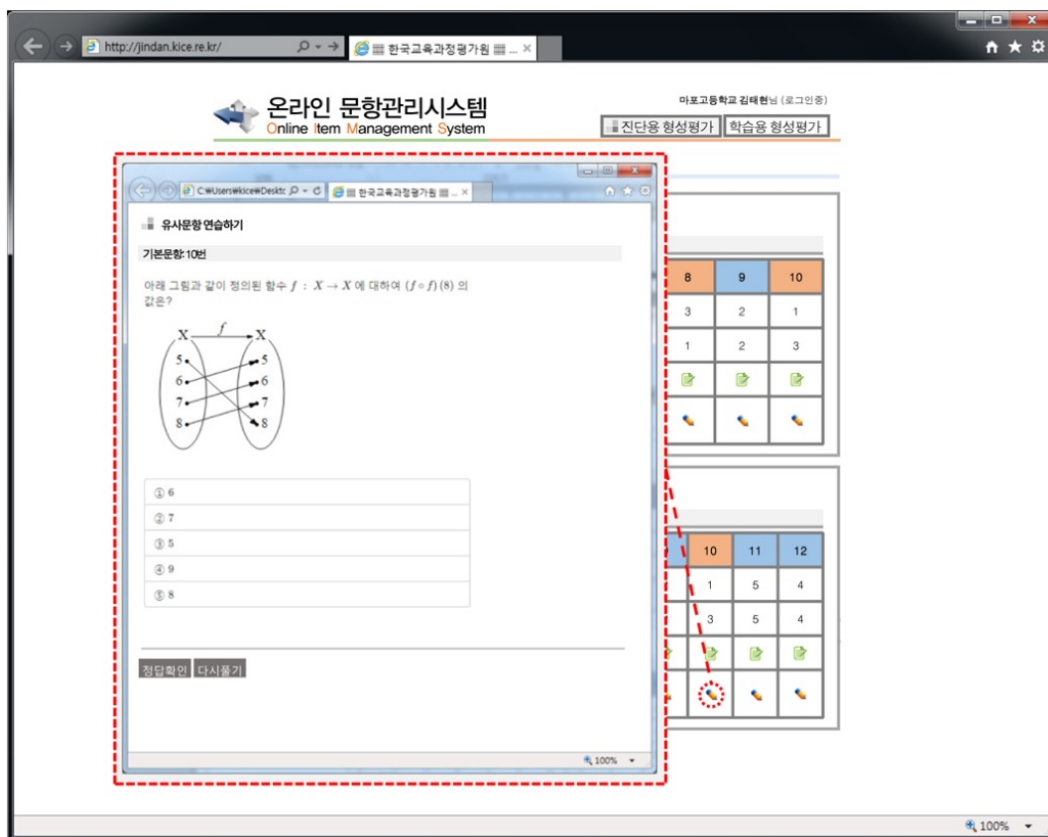 http://jindan.kice.re.kr/
▦ 한국교육과정평가원 ▦ ...
온라인 문항관리시스템
Online Item Management System
마포고등학교 김태현님 (로그인중)
진단용 형성평가 학습용 형성평가
C:₩Users₩kice₩Desktc
▦ 한국교육과정평가원 ▦ ...
유사문항 연습하기
기본문항: 10번
아래 그림과 같이 정의된 함수 f : X → X 에 대하여 (f ∘ f) (8) 의
값은?
X f X
5 5
6 6
7 7
8 8
① 6
② 7
③ 5
④ 9
⑤ 8
정답확인 다시풀기
100%
8 9 10
3 2 1
1 2 3
10 11 12
1 5 4
3 5 4
100%